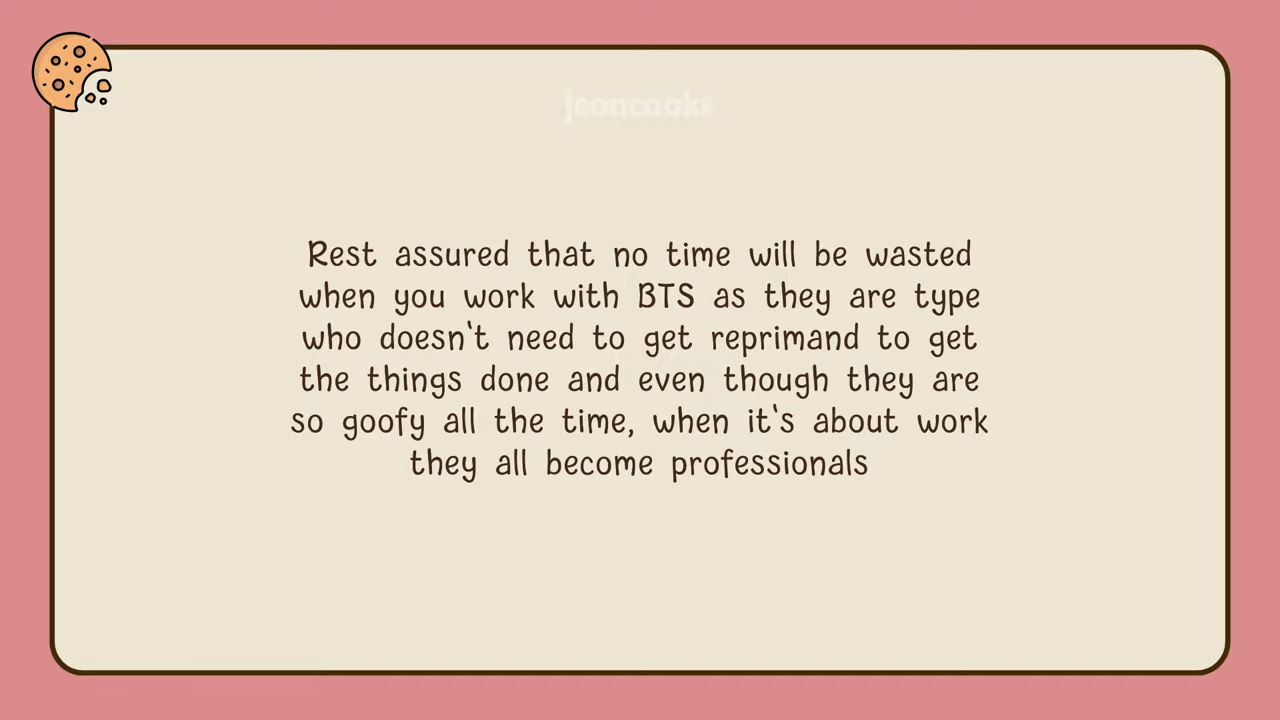 jeoncooks
Rest assured that no time will be wasted
when you work with BTS as they are type
who doesn't need to get reprimand to get
the things done and even though they are
so goofy all the time, when it's about work
they all become professionals